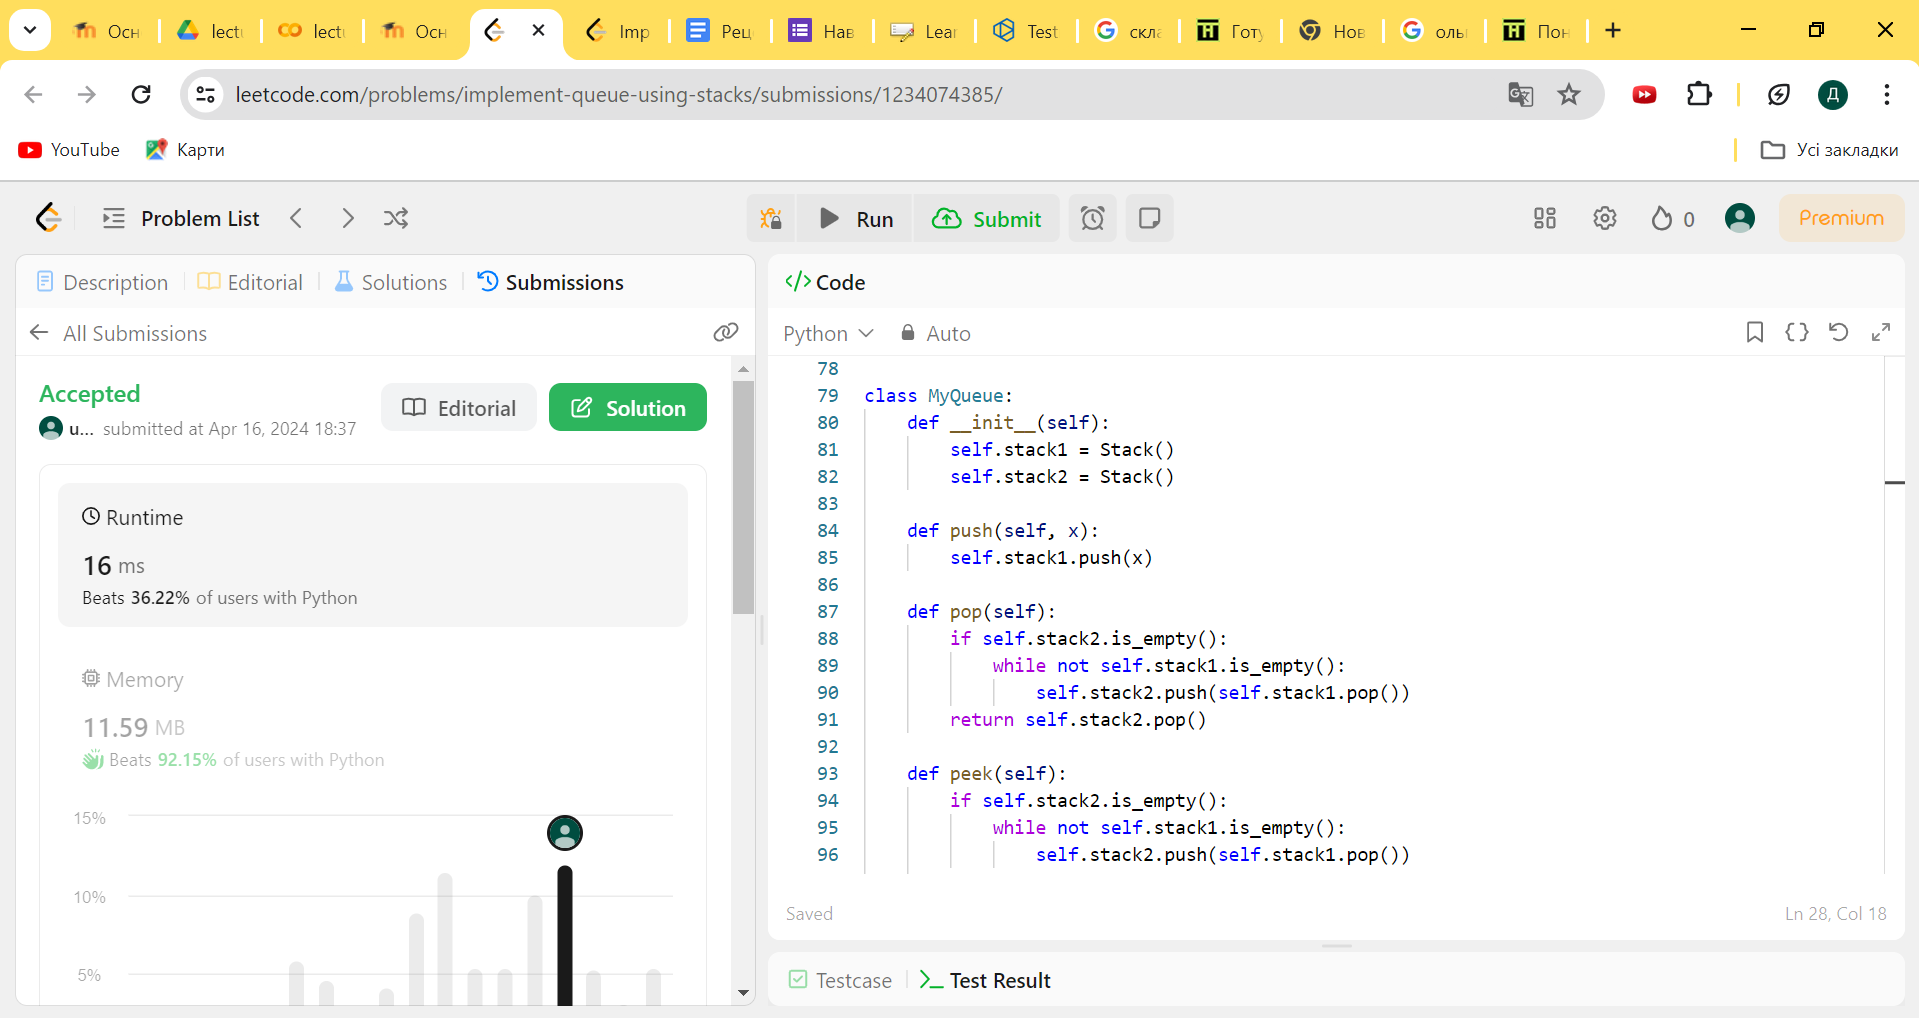 Осн
lectu
lectu
Осн
Imp
Рец
Нав
Lear
Test
скла
Готу
Нов
оль
Пон
leetcode.com/problems/implement-queue-using-stacks/submissions/1234074385/
Д
YouTube
Карти
Усі закладки
Problem List
Run
Submit
0
Premium
Description
Editorial
Solutions
Submissions
All Submissions
Accepted
u... submitted at Apr 16, 2024 18:37
Editorial
Solution
Runtime
16 ms
Beats 36.22% of users with Python
Memory
11.59 MB
Beats 92.15% of users with Python
15%
10%
5%
Code
Python
Auto
78
79 class MyQueue:
80 def __init__(self):
81 self.stack1 = Stack()
82 self.stack2 = Stack()
83
84 def push(self, x):
85 self.stack1.push(x)
86
87 def pop(self):
88 if self.stack2.is_empty():
89 while not self.stack1.is_empty():
90 self.stack2.push(self.stack1.pop())
91 return self.stack2.pop()
92
93 def peek(self):
94 if self.stack2.is_empty():
95 while not self.stack1.is_empty():
96 self.stack2.push(self.stack1.pop())
Saved
Ln 28, Col 18
Testcase
Test Result